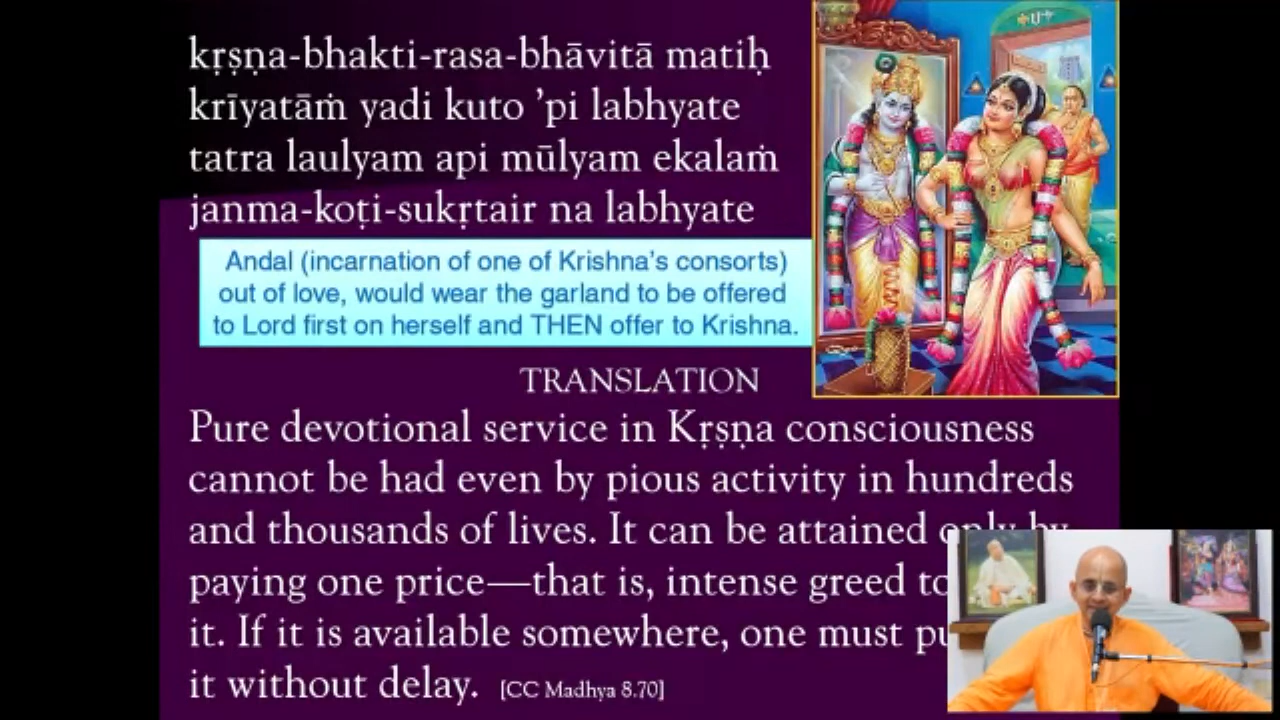 kṛṣṇa-bhakti-rasa-bhāvitā matiḥ
krīyatāṁ yadi kuto ’pi labhyate
tatra laulyam api mūlyam ekalaṁ
janma-koṭi-sukṛtair na labhyate
Andal (incarnation of one of Krishna’s consorts)
out of love, would wear the garland to be offered
to Lord first on herself and THEN offer to Krishna.
TRANSLATION
Pure devotional service in Kṛṣṇa consciousness
cannot be had even by pious activity in hundreds
and thousands of lives. It can be attained only by
paying one price—that is, intense greed to
it. If it is available somewhere, one must
it without delay. [CC Madhya 8.70]